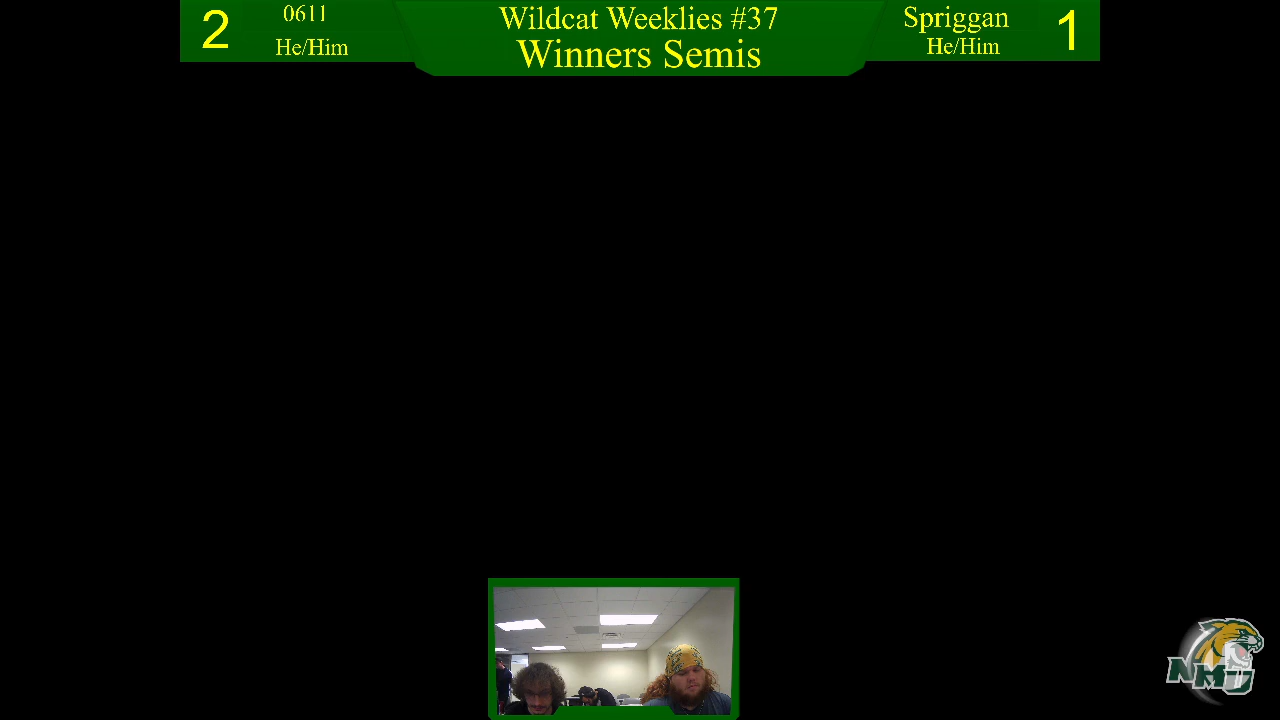 2
0611
He/Him
Wildcat Weeklies #37
Winners Semis
Spriggan
He/Him
1
NMU